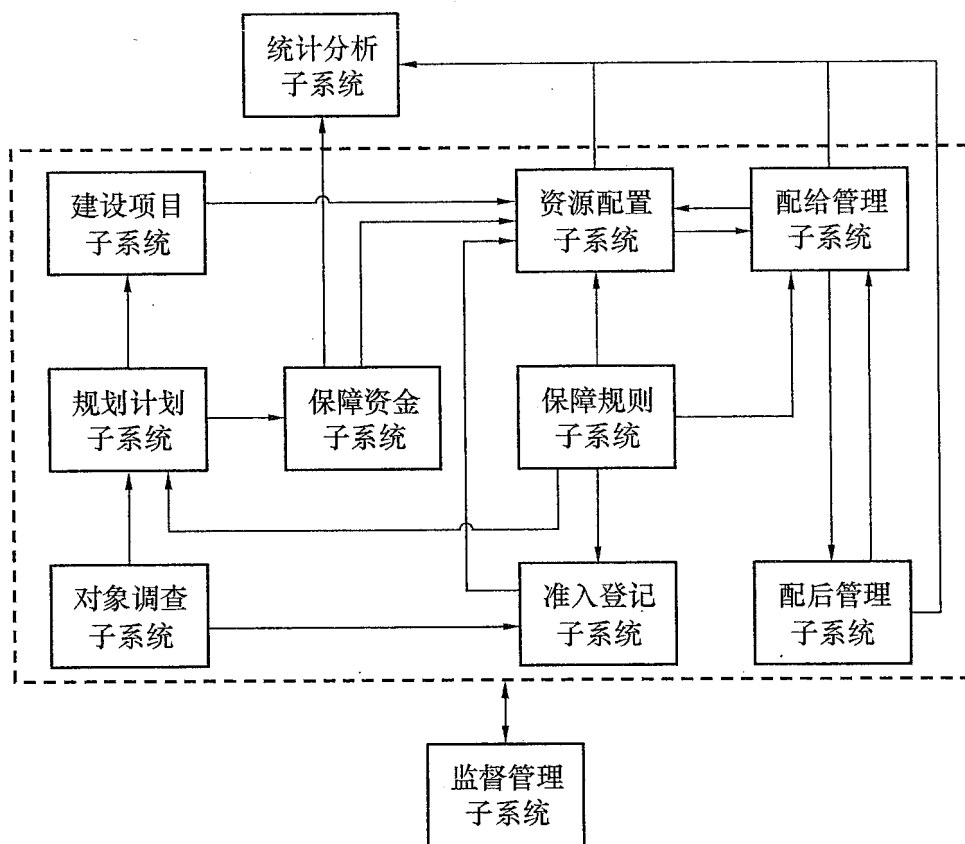 统计分析
子系统
建设项目
子系统
资源配置
子系统
配给管理
子系统
规划计划
子系统
保障资金
子系统
保障规则
子系统
对象调查
子系统
准入登记
子系统
配后管理
子系统
监督管理
子系统